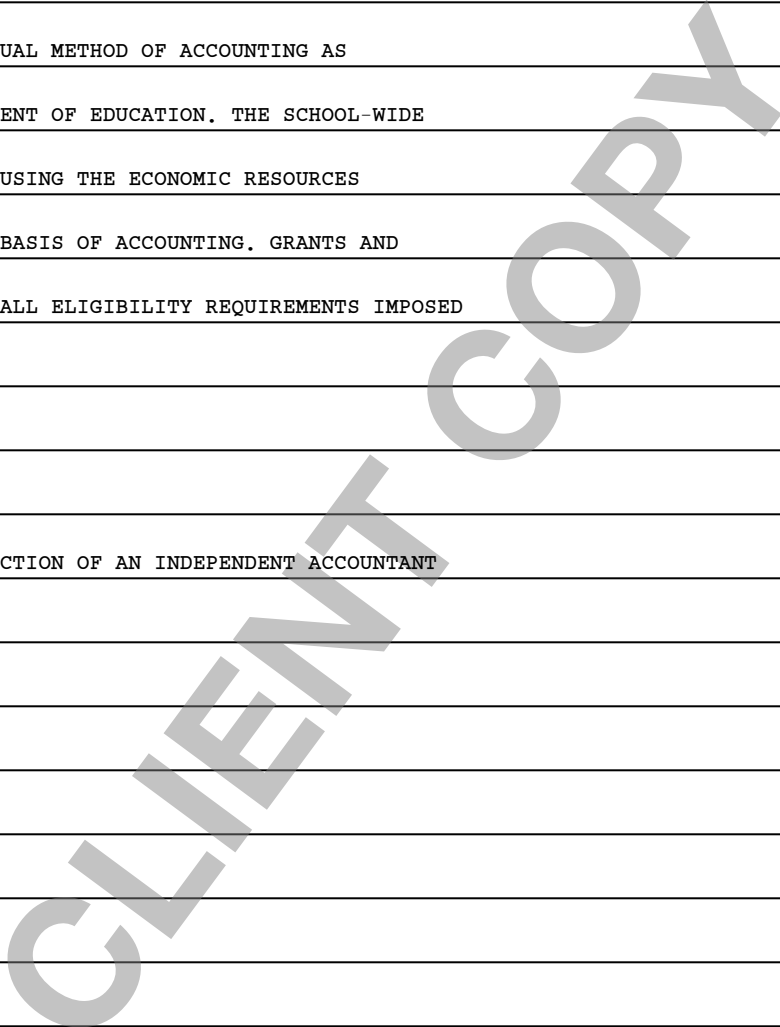 UAL METHOD OF ACCOUNTING AS
ENT OF EDUCATION. THE SCHOOL-WIDE
USING THE ECONOMIC RESOURCES
BASIS OF ACCOUNTING. GRANTS AND
ALL ELIGIBILITY REQUIREMENTS IMPOSED
CTION OF AN INDEPENDENT ACCOUNTANT
CLIENT COPY